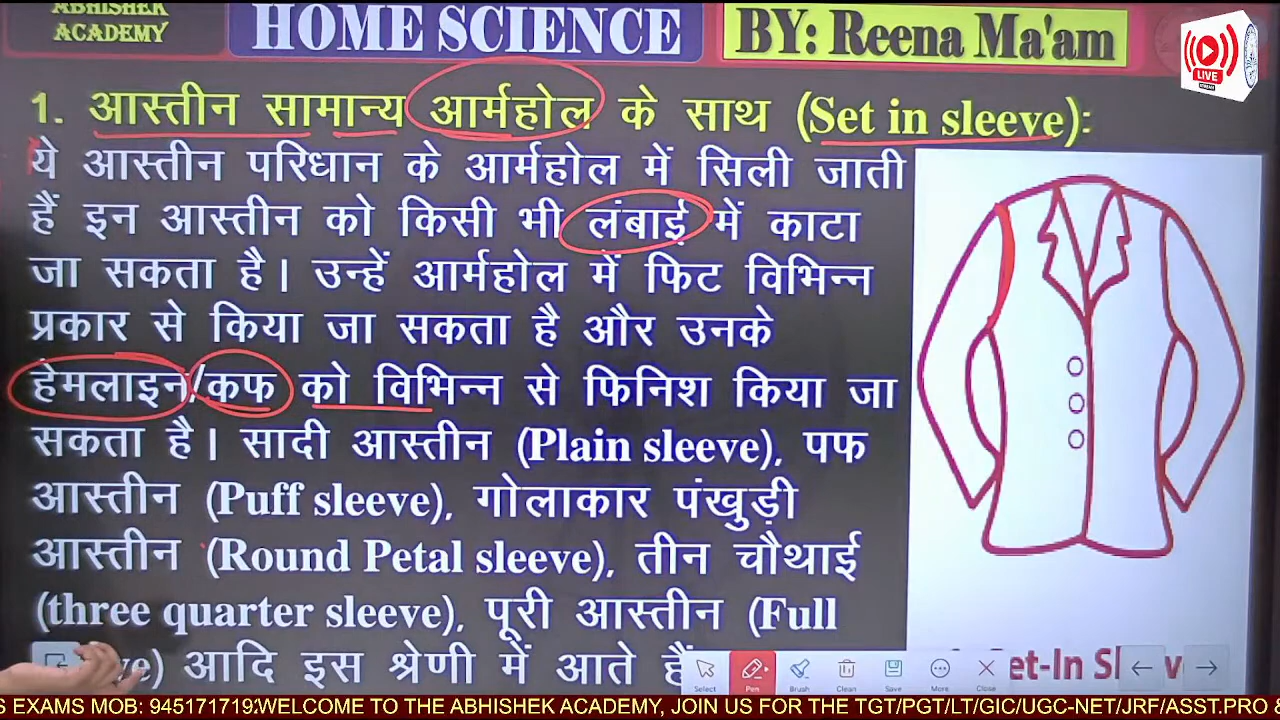 ABHISHEK
ACADEMY
HOME SCIENCE
BY: Reena Ma'am
LIVE
1. आस्तीन सामान्य आर्महोल के साथ (Set in sleeve):
ये आस्तीन परिधान के आर्महोल में सिली जाती
हैं इन आस्तीन को किसी भी लंबाई में काटा
जा सकता है। उन्हें आर्महोल में फिट विभिन्न
प्रकार से किया जा सकता है और उनके
हेमलाइन/कफ को विभिन्न से फिनिश किया जा
सकता है। सादी आस्तीन (Plain sleeve), पफ
आस्तीन (Puff sleeve), गोलाकार पंखुड़ी
आस्तीन (Round Petal sleeve), तीन चौथाई
(three quarter sleeve), पूरी आस्तीन (Full
आदि इस श्रेणी में आते हैं
Select Pen Brush Clean Save More Close
S EXAMS MOB: 945171719 WELCOME TO THE ABHISHEK ACADEMY, JOIN US FOR THE TGT/PGT/LT/GIC/UGC-NET/JRF/ASST.PRO &